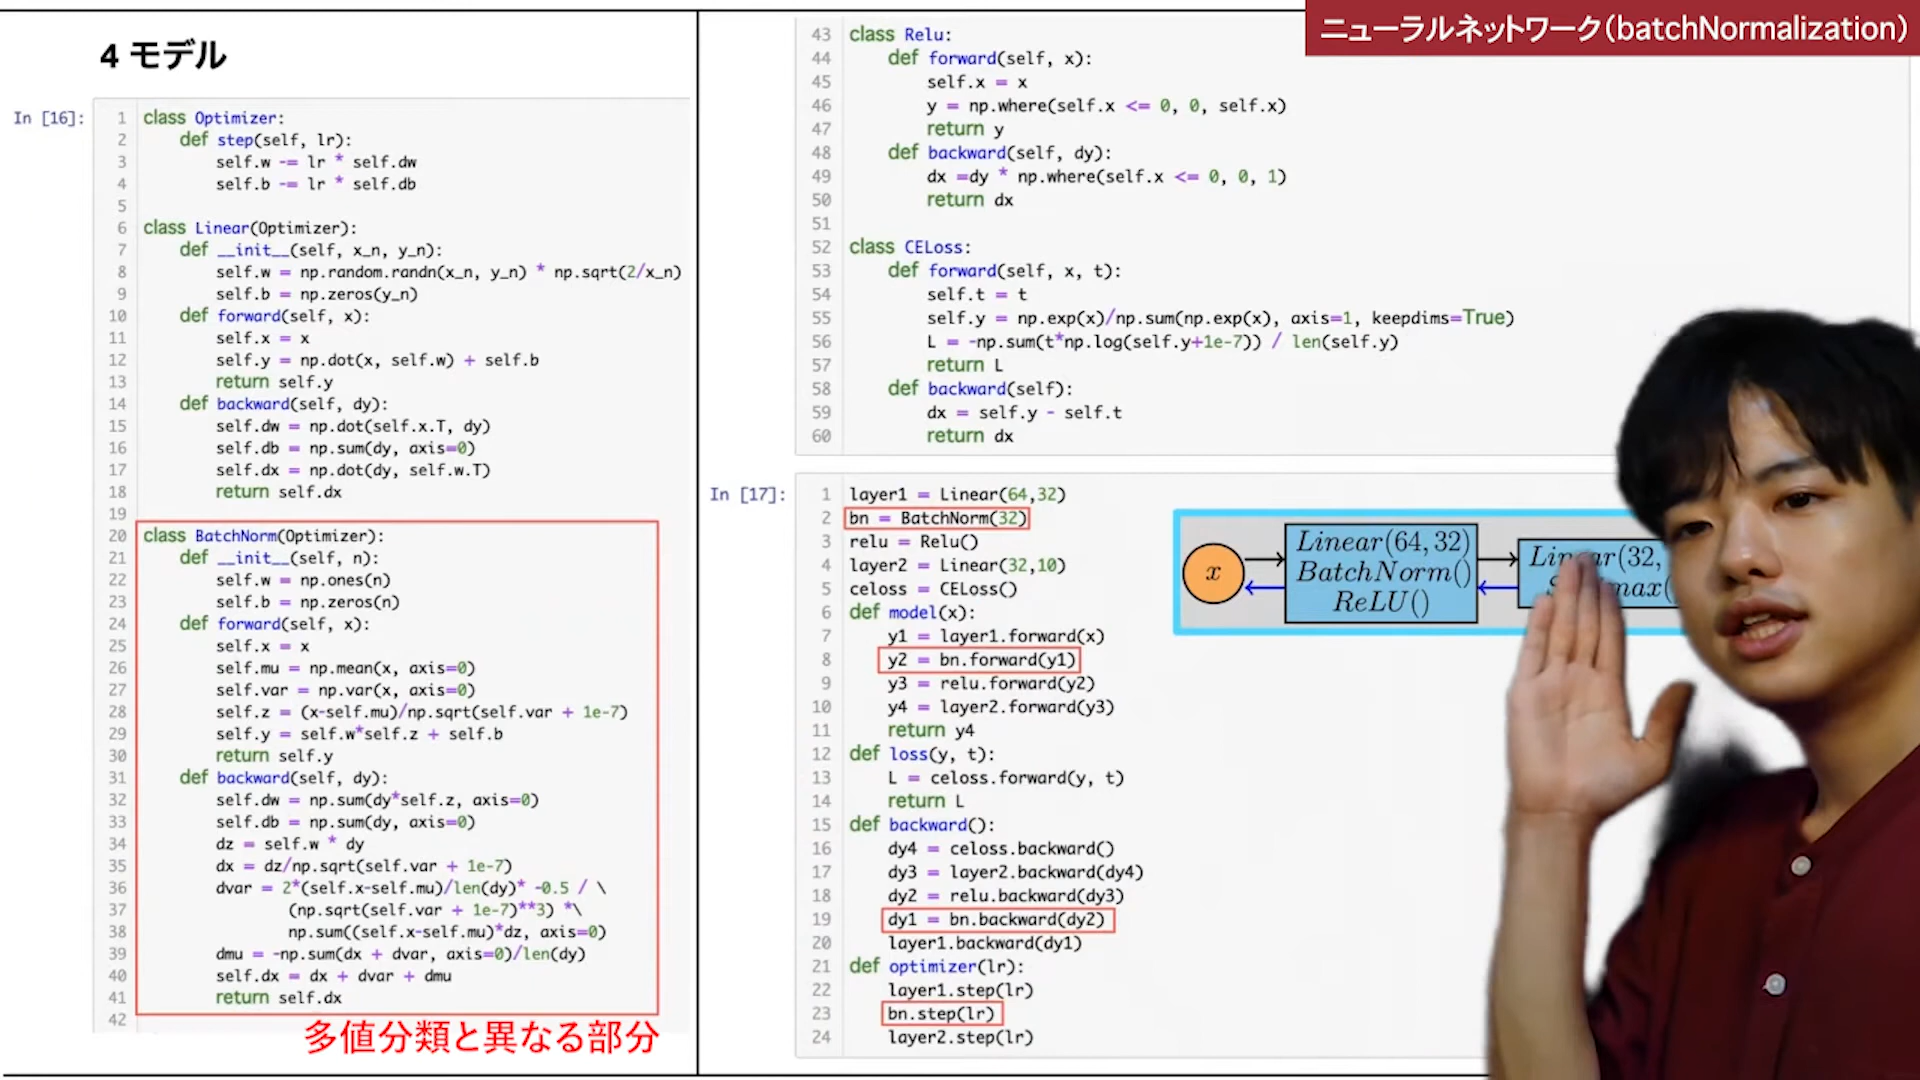 ニューラルネットワーク（batchNormalization）
4 モデル
In [16]:
1 class Optimizer:
2     def step(self, lr):
3         self.w -= lr * self.dw
4         self.b -= lr * self.db
5
6 class Linear(Optimizer):
7     def __init__(self, x_n, y_n):
8         self.w = np.random.randn(x_n, y_n) * np.sqrt(2/x_n)
9         self.b = np.zeros(y_n)
10     def forward(self, x):
11         self.x = x
12         self.y = np.dot(x, self.w) + self.b
13         return self.y
14     def backward(self, dy):
15         self.dw = np.dot(self.x.T, dy)
16         self.db = np.sum(dy, axis=0)
17         self.dx = np.dot(dy, self.w.T)
18         return self.dx
19
20 class BatchNorm(Optimizer):
21     def __init__(self, n):
22         self.w = np.ones(n)
23         self.b = np.zeros(n)
24     def forward(self, x):
25         self.x = x
26         self.mu = np.mean(x, axis=0)
27         self.var = np.var(x, axis=0)
28         self.z = (x-self.mu)/np.sqrt(self.var + 1e-7)
29         self.y = self.w*self.z + self.b
30         return self.y
31     def backward(self, dy):
32         self.dw = np.sum(dy*self.z, axis=0)
33         self.db = np.sum(dy, axis=0)
34         dz = self.w * dy
35         dx = dz/np.sqrt(self.var + 1e-7)
36         dvar = 2*(self.x-self.mu)/len(dy)* -0.5 / \
37                 (np.sqrt(self.var + 1e-7)**3) *\
38                 np.sum((self.x-self.mu)*dz, axis=0)
39         dmu = -np.sum(dx + dvar, axis=0)/len(dy)
40         self.dx = dx + dvar + dmu
41         return self.dx
42
多値分類と異なる部分
43 class Relu:
44     def forward(self, x):
45         self.x = x
46         y = np.where(self.x <= 0, 0, self.x)
47         return y
48     def backward(self, dy):
49         dx =dy * np.where(self.x <= 0, 0, 1)
50         return dx
51
52 class CELoss:
53     def forward(self, x, t):
54         self.t = t
55         self.y = np.exp(x)/np.sum(np.exp(x), axis=1, keepdims=True)
56         L = -np.sum(t*np.log(self.y+1e-7)) / len(self.y)
57         return L
58     def backward(self):
59         dx = self.y - self.t
60         return dx
In [17]:
1 layer1 = Linear(64,32)
2 bn = BatchNorm(32)
3 relu = Relu()
4 layer2 = Linear(32,10)
5 celoss = CELoss()
6 def model(x):
7     y1 = layer1.forward(x)
8     y2 = bn.forward(y1)
9     y3 = relu.forward(y2)
10     y4 = layer2.forward(y3)
11     return y4
12 def loss(y, t):
13     L = celoss.forward(y, t)
14     return L
15 def backward():
16     dy4 = celoss.backward()
17     dy3 = layer2.backward(dy4)
18     dy2 = relu.backward(dy3)
19     dy1 = bn.backward(dy2)
20     layer1.backward(dy1)
21 def optimizer(lr):
22     layer1.step(lr)
23     bn.step(lr)
24     layer2.step(lr)
x
Linear(64, 32)
BatchNorm()
ReLU()